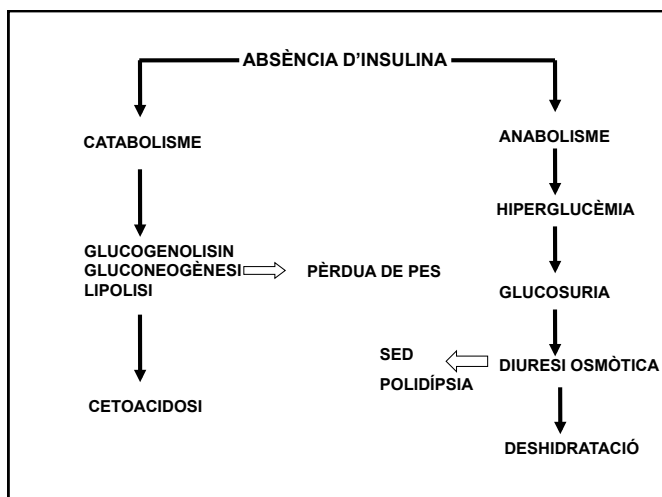 ABSÈNCIA D'INSULINA
CATABOLISME
GLUCOGENOLISIN
GLUCONEOGÈNESI
LIPOLISI
PÈRDUA DE PES
CETOACIDOSI
ANABOLISME
HIPERGLUCÈMIA
GLUCOSURIA
DIURESI OSMÒTICA
SED
POLIDÍPSIA
DESHIDRATACIÓ